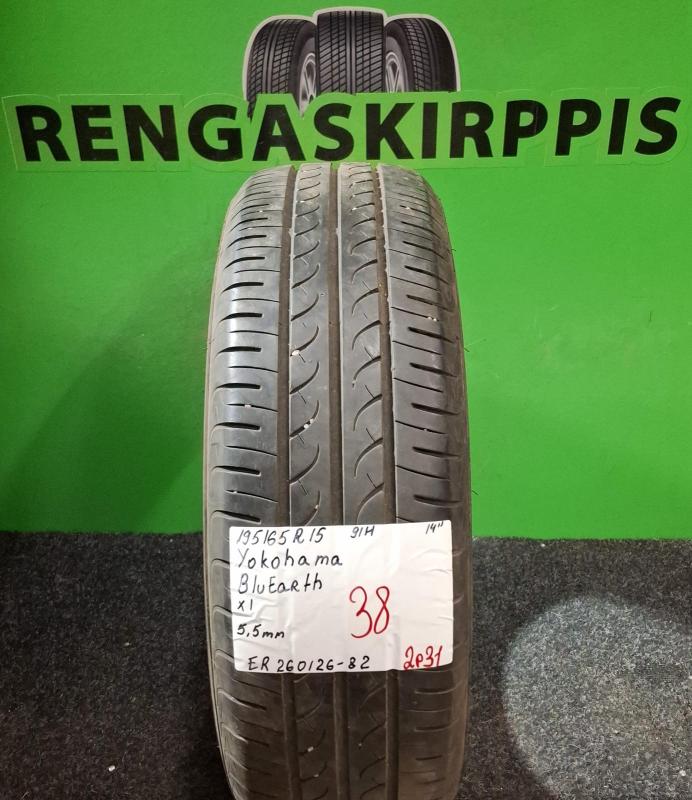 RENGASKIRPPIS
195/65 R 15 91H 14"
Yokohama
BluEarth
x1 38
5,5mm
ER 260126-82 2P31